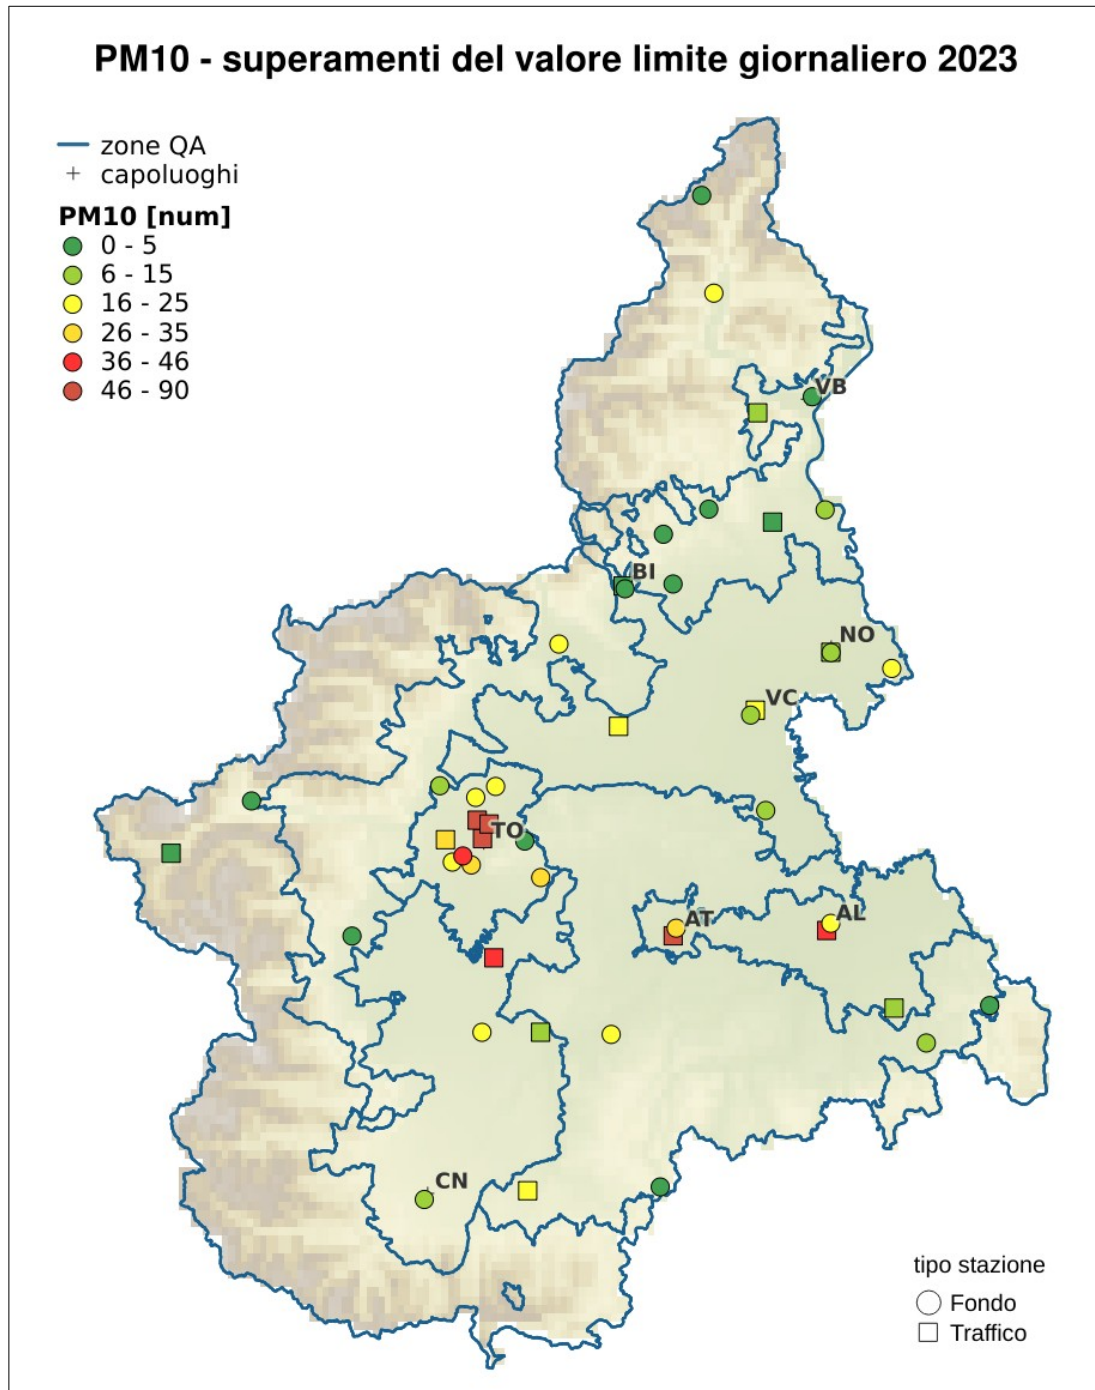 PM10 - superamenti del valore limite giornaliero 2023
zone QA
capoluoghi
PM10 [num]
0 - 5
6 - 15
16 - 25
26 - 35
36 - 46
46 - 90
VB
BI
NO
VC
TO
AT
AL
CN
tipo stazione
Fondo
Traffico